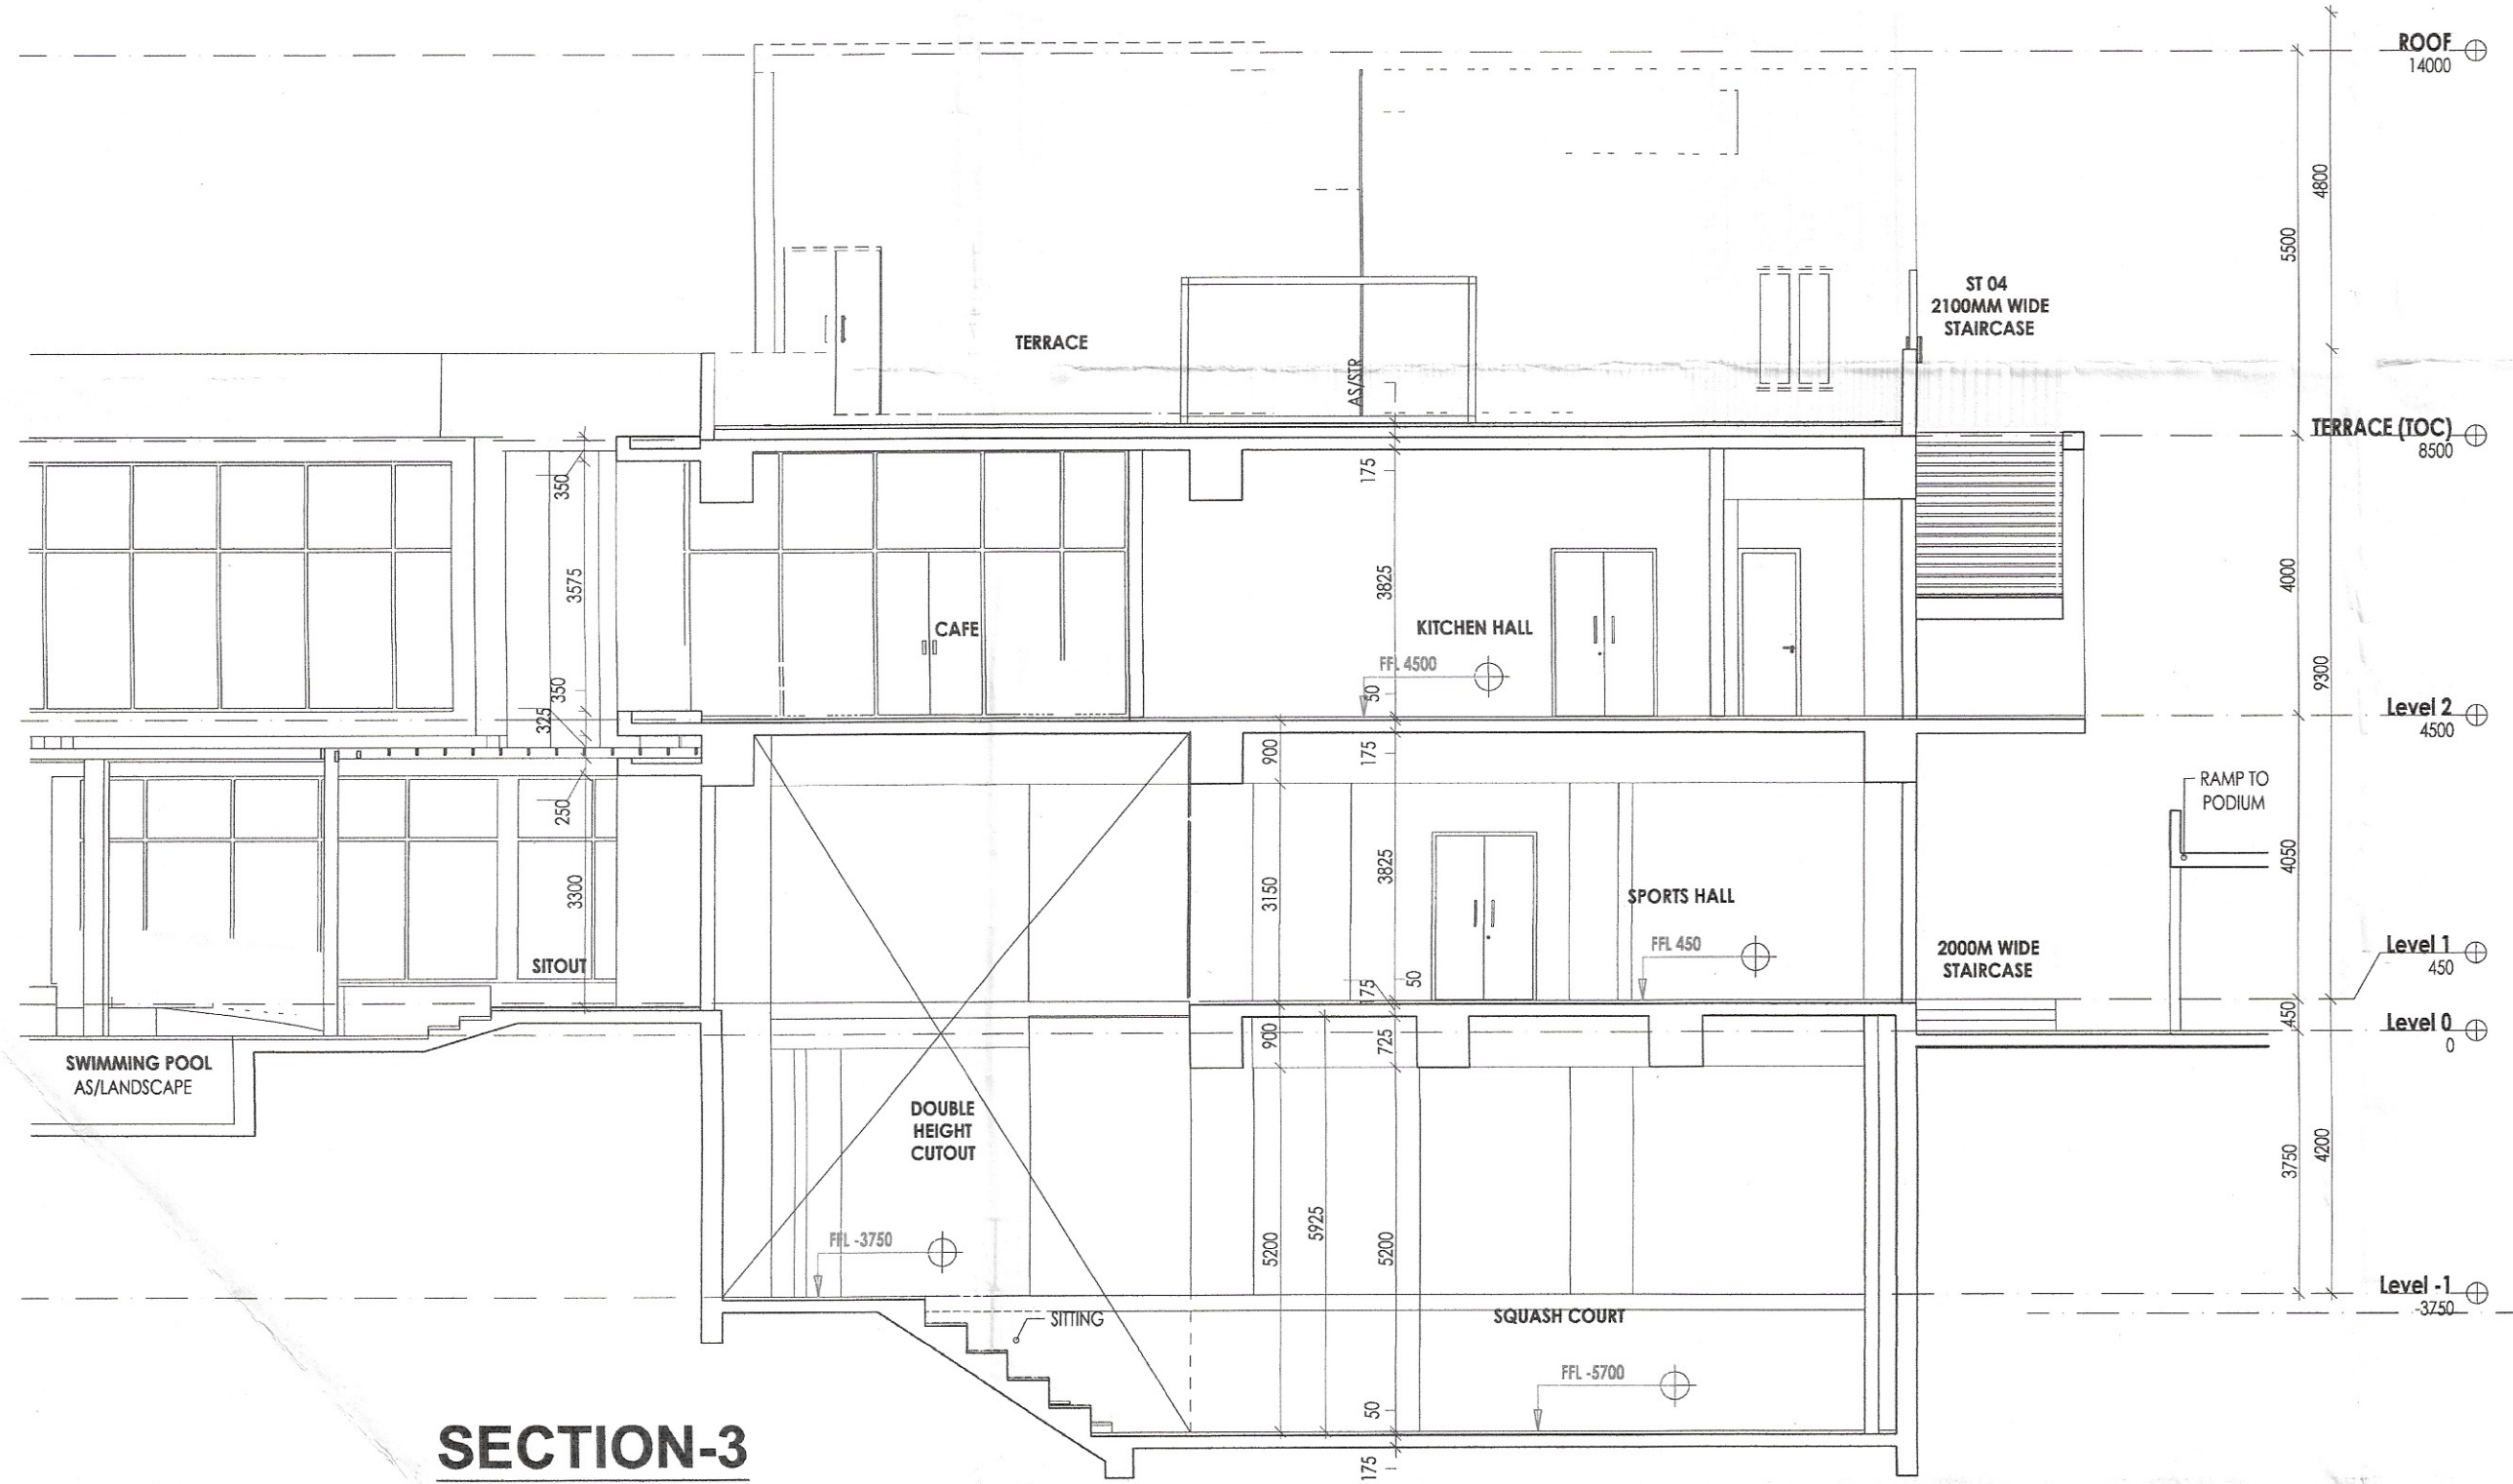 ROOF
14000
4800
5500
ST 04
2100MM WIDE
STAIRCASE
TERRACE
AS/STR
TERRACE (TOC)
8500
350
175
3575
3825
4000
CAFE
KITCHEN HALL
FFL 4500
350
325
50
9300
Level 2
4500
900
175
RAMP TO
PODIUM
250
3300
3150
3825
4050
SPORTS HALL
SITOUT
FFL 450
2000M WIDE
STAIRCASE
Level 1
450
175
50
450
Level 0
0
900
725
SWIMMING POOL
AS/LANDSCAPE
DOUBLE
HEIGHT
CUTOUT
3750
4200
FFL -3750
5200
5925
5200
Level -1
-3750
SITTING
SQUASH COURT
FFL -5700
50
175
SECTION-3